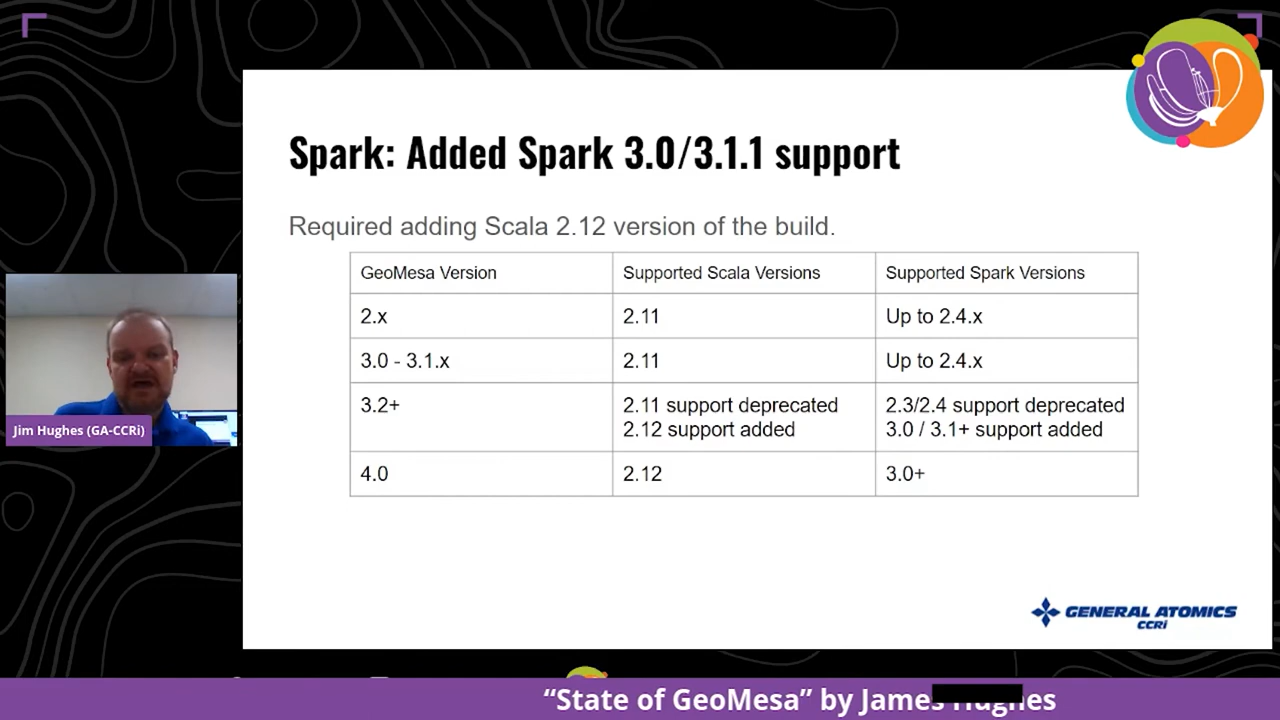 Spark: Added Spark 3.0/3.1.1 support
Required adding Scala 2.12 version of the build.
GeoMesa Version Supported Scala Versions Supported Spark Versions
2.x 2.11 Up to 2.4.x
3.0 - 3.1.x 2.11 Up to 2.4.x
3.2+ 2.11 support deprecated 2.3/2.4 support deprecated
2.12 support added 3.0 / 3.1+ support added
4.0 2.12 3.0+
Jim Hughes (GA-CCRi)
GENERAL ATOMICS
CCRi
“State of GeoMesa” by James